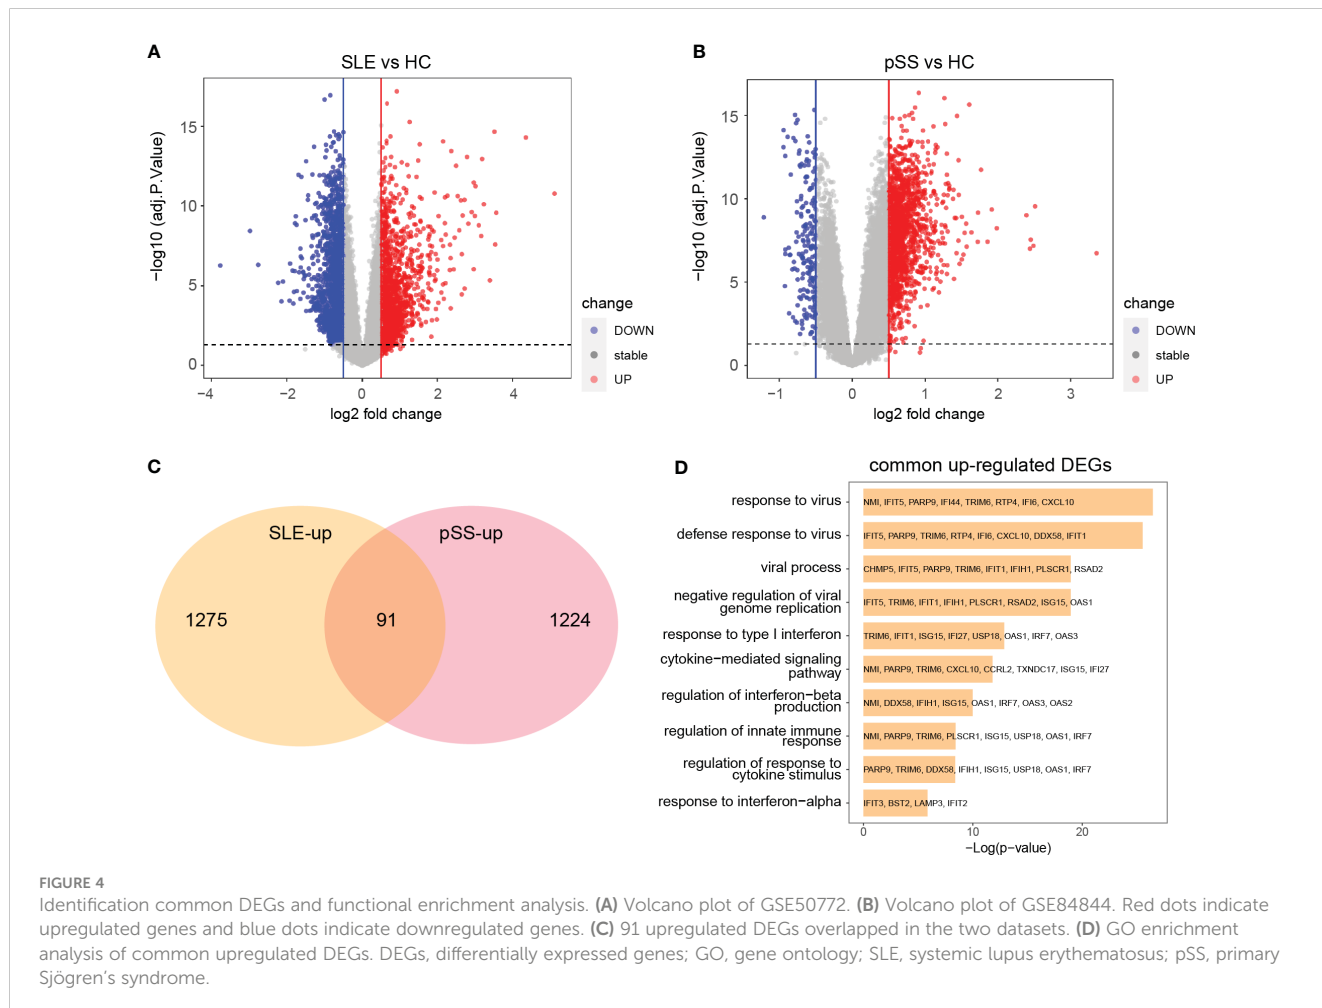 A
SLE vs HC
−log10 (adj.P.Value)
15
10
5
0
−4
−2
0
2
4
log2 fold change
change
DOWN
stable
UP
B
pSS vs HC
−log10 (adj.P.Value)
15
10
5
0
−1
0
1
2
3
log2 fold change
change
DOWN
stable
UP
C
SLE-up
pSS-up
1275
91
1224
D
common up-regulated DEGs
response to virus
NMI, IFIT5, PARP9, IFI44, TRIM6, RTP4, IFI6, CXCL10
defense response to virus
IFIT5, PARP9, TRIM6, RTP4, IFI6, CXCL10, DDX58, IFIT1
viral process
CHMP5, IFIT5, PARP9, TRIM6, IFIT1, IFIH1, PLSCR1, RSAD2
negative regulation of viral
genome replication
IFIT5, TRIM6, IFIT1, IFIH1, PLSCR1, RSAD2, ISG15, OAS1
response to type I interferon
TRIM6, IFIT1, ISG15, IFI27, USP18, OAS1, IRF7, OAS3
cytokine−mediated signaling
pathway
NMI, PARP9, TRIM6, CXCL10, CCRL2, TXNDC17, ISG15, IFI27
regulation of interferon−beta
production
NMI, DDX58, IFIH1, ISG15, OAS1, IRF7, OAS3, OAS2
regulation of innate immune
response
NMI, PARP9, TRIM6, PLSCR1, ISG15, USP18, OAS1, IRF7
regulation of response to
cytokine stimulus
PARP9, TRIM6, DDX58, IFIH1, ISG15, USP18, OAS1, IRF7
response to interferon−alpha
IFIT3, BST2, LAMP3, IFIT2
0
10
20
−Log(p−value)
FIGURE 4
Identification common DEGs and functional enrichment analysis. (A) Volcano plot of GSE50772. (B) Volcano plot of GSE84844. Red dots indicate
upregulated genes and blue dots indicate downregulated genes. (C) 91 upregulated DEGs overlapped in the two datasets. (D) GO enrichment
analysis of common upregulated DEGs. DEGs, differentially expressed genes; GO, gene ontology; SLE, systemic lupus erythematosus; pSS, primary
Sjögren’s syndrome.